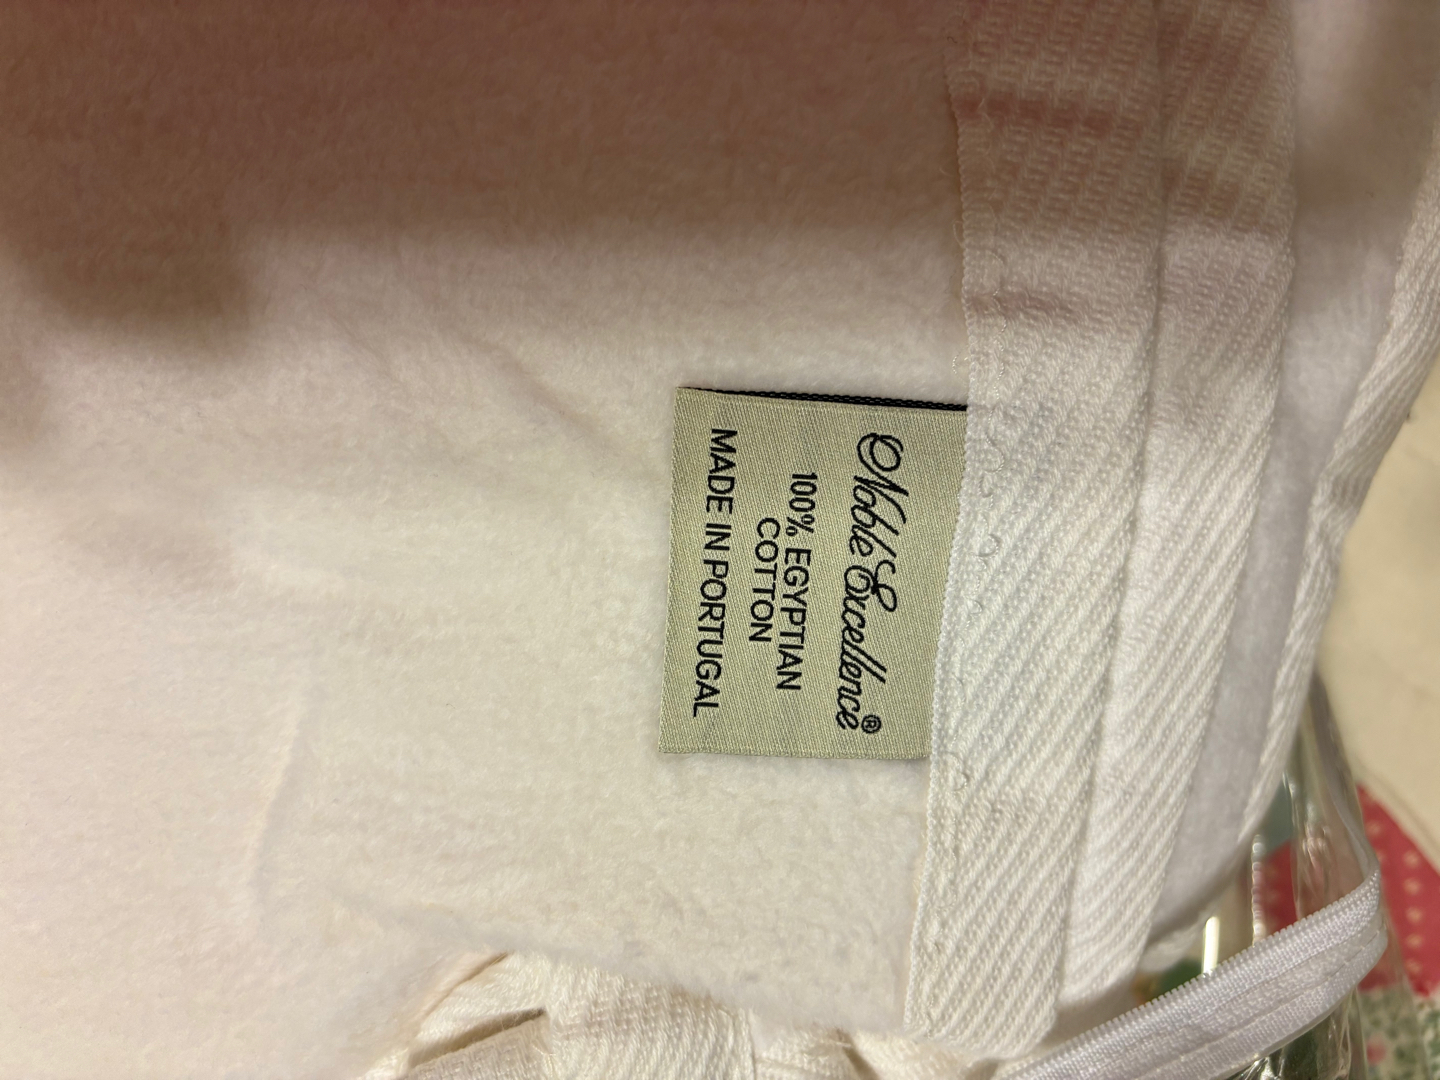 Noble Excellence®
100% EGYPTIAN
COTTON
MADE IN PORTUGAL